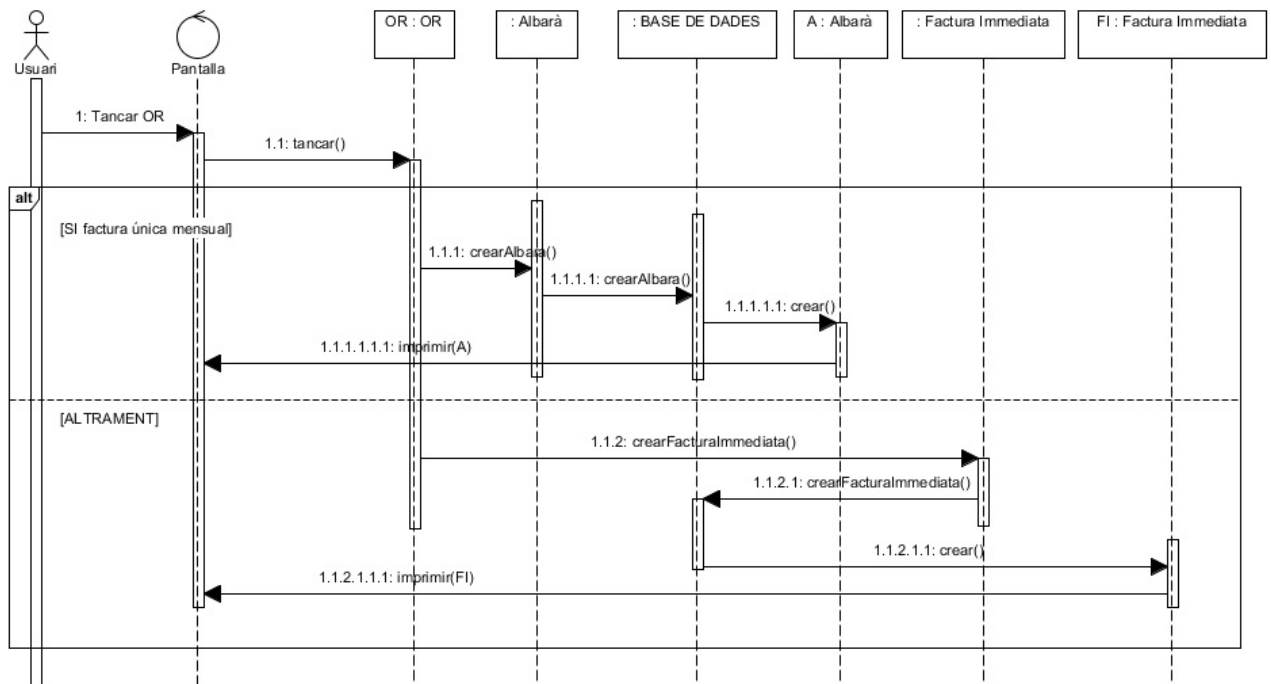 OR : OR
: Albarà
: BASE DE DADES
A : Albarà
: Factura Immediata
FI : Factura Immediata
Usuari
Pantalla
1: Tancar OR
1.1: tancar()
alt
[SI factura única mensual]
1.1.1: crearAlbara()
1.1.1.1: crearAlbara()
1.1.1.1.1: crear()
1.1.1.1.1.1: imprimir(A)
[ALTRAMENT]
1.1.2: crearFacturaImmediata()
1.1.2.1: crearFacturaImmediata()
1.1.2.1.1: crear()
1.1.2.1.1.1: imprimir(FI)